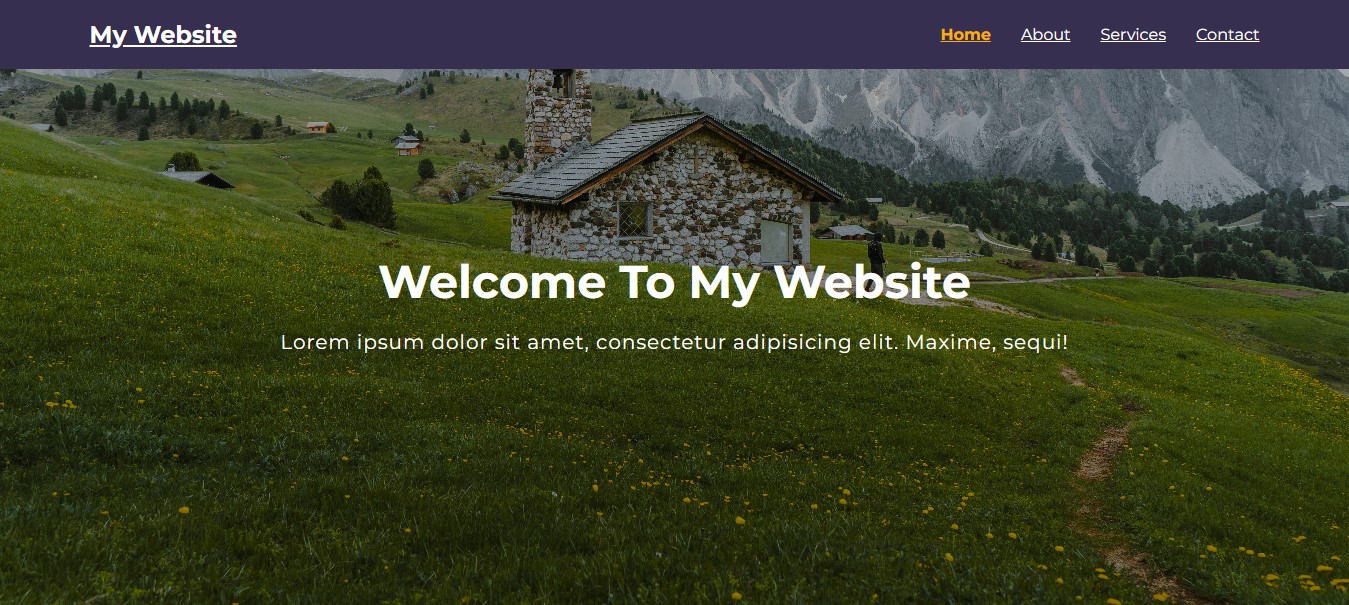 My Website
Home About Services Contact
Welcome To My Website
Lorem ipsum dolor sit amet, consectetur adipisicing elit. Maxime, sequi!